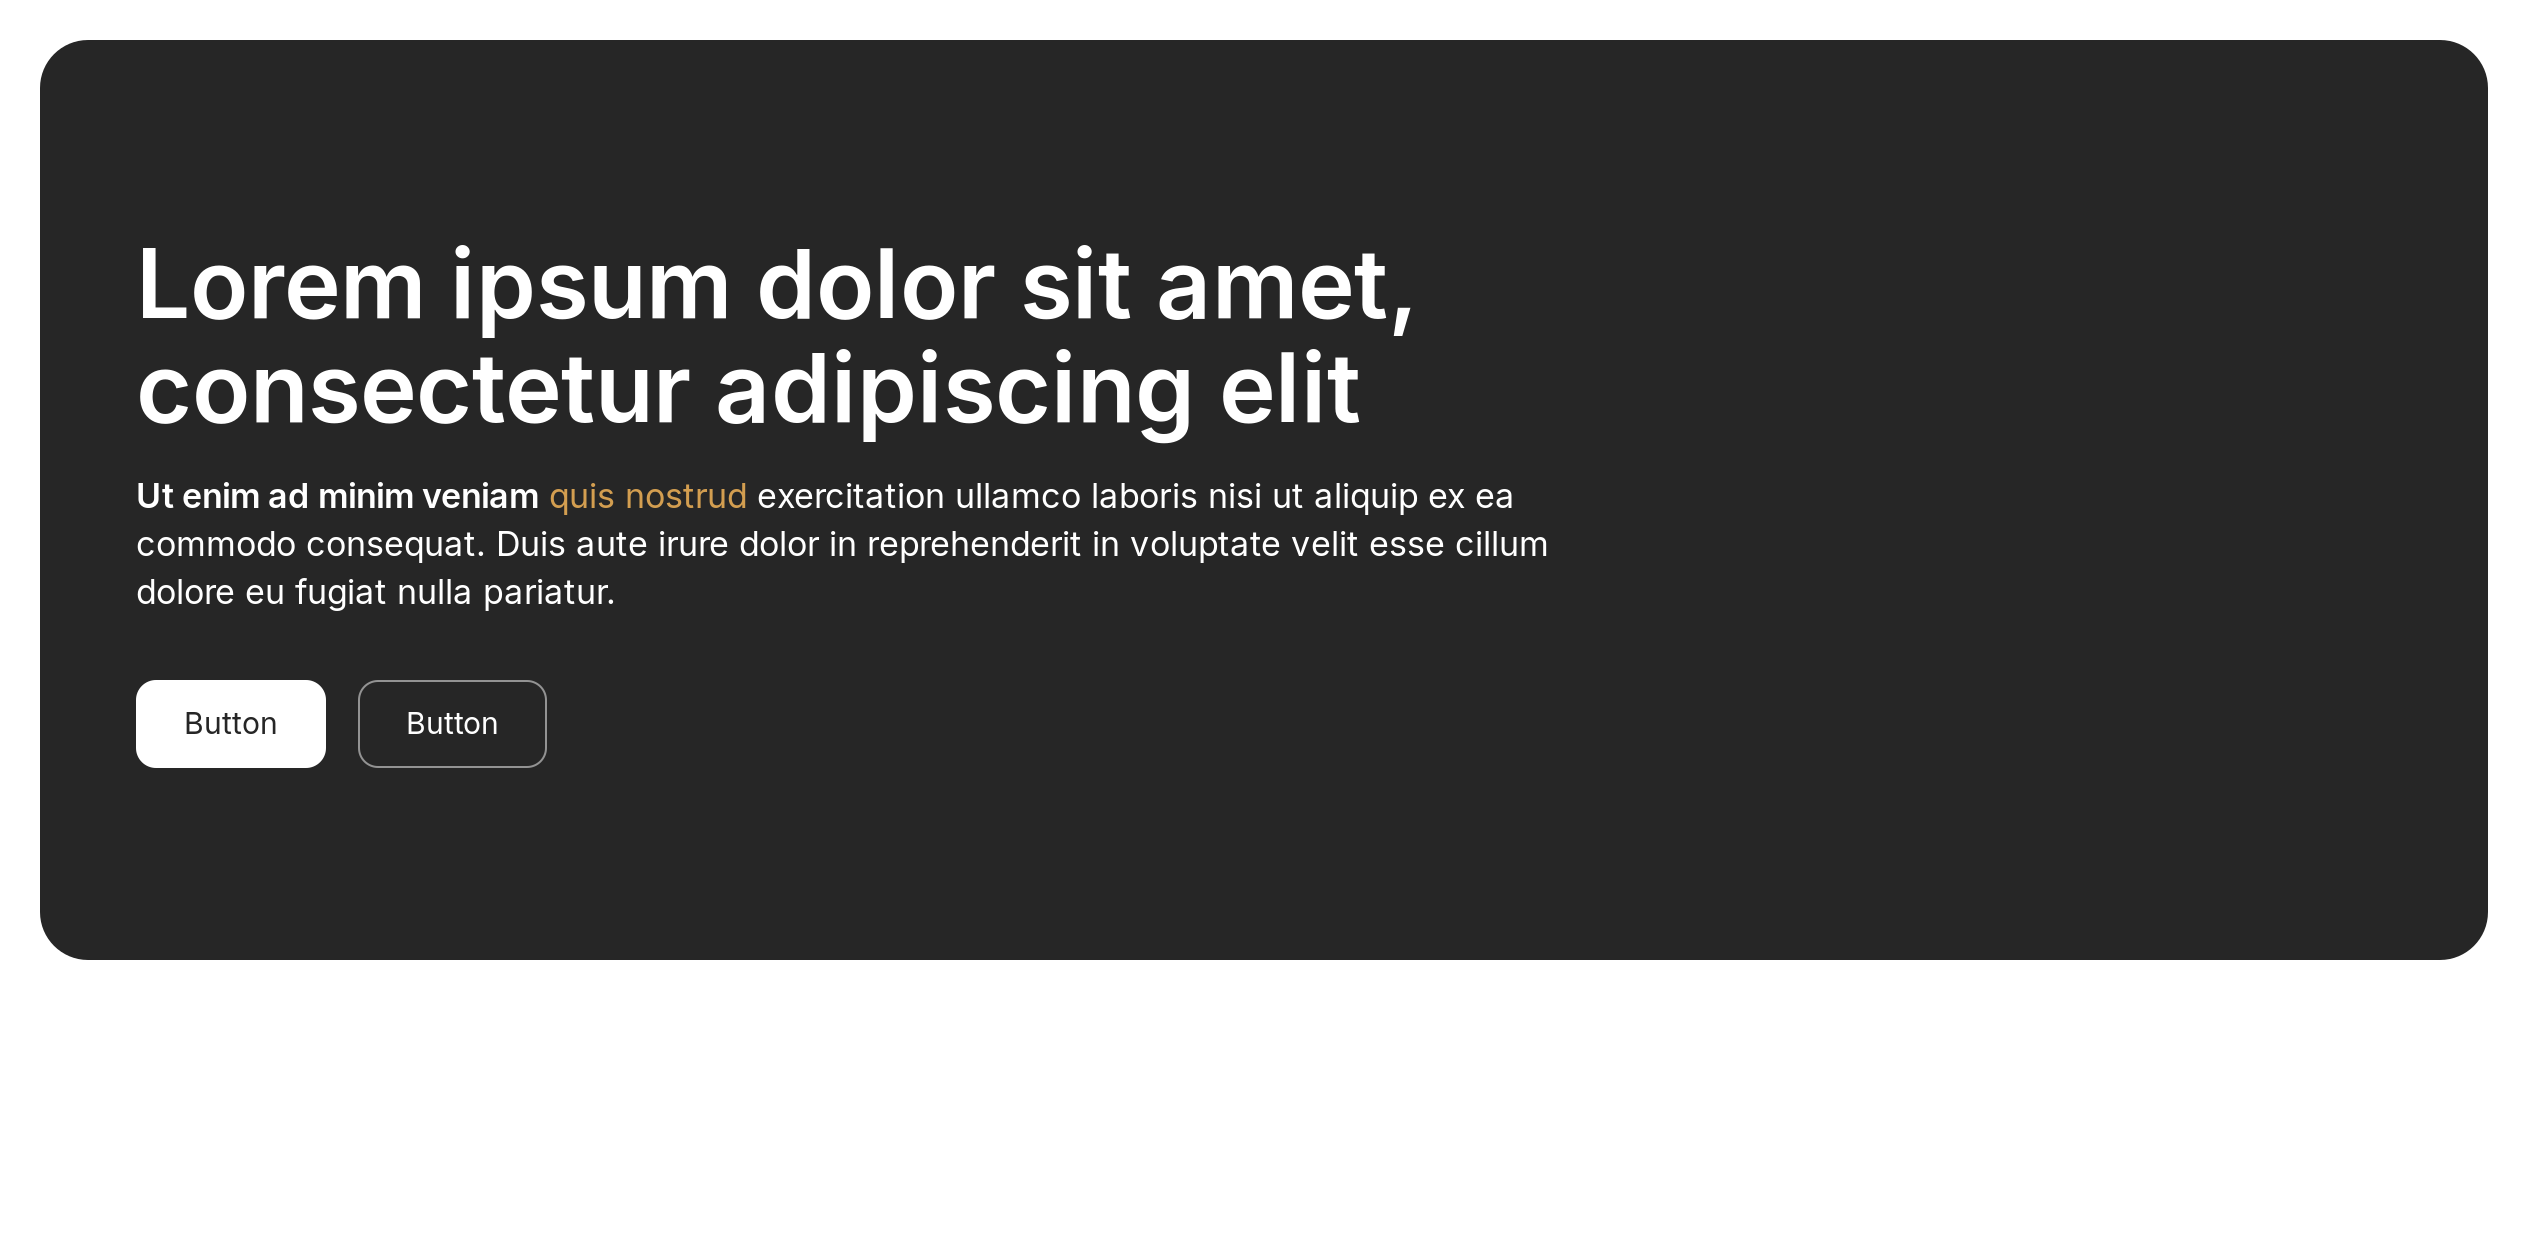 Lorem ipsum dolor sit amet,
consectetur adipiscing elit
Ut enim ad minim veniam quis nostrud exercitation ullamco laboris nisi ut aliquip ex ea
commodo consequat. Duis aute irure dolor in reprehenderit in voluptate velit esse cillum
dolore eu fugiat nulla pariatur.
Button Button